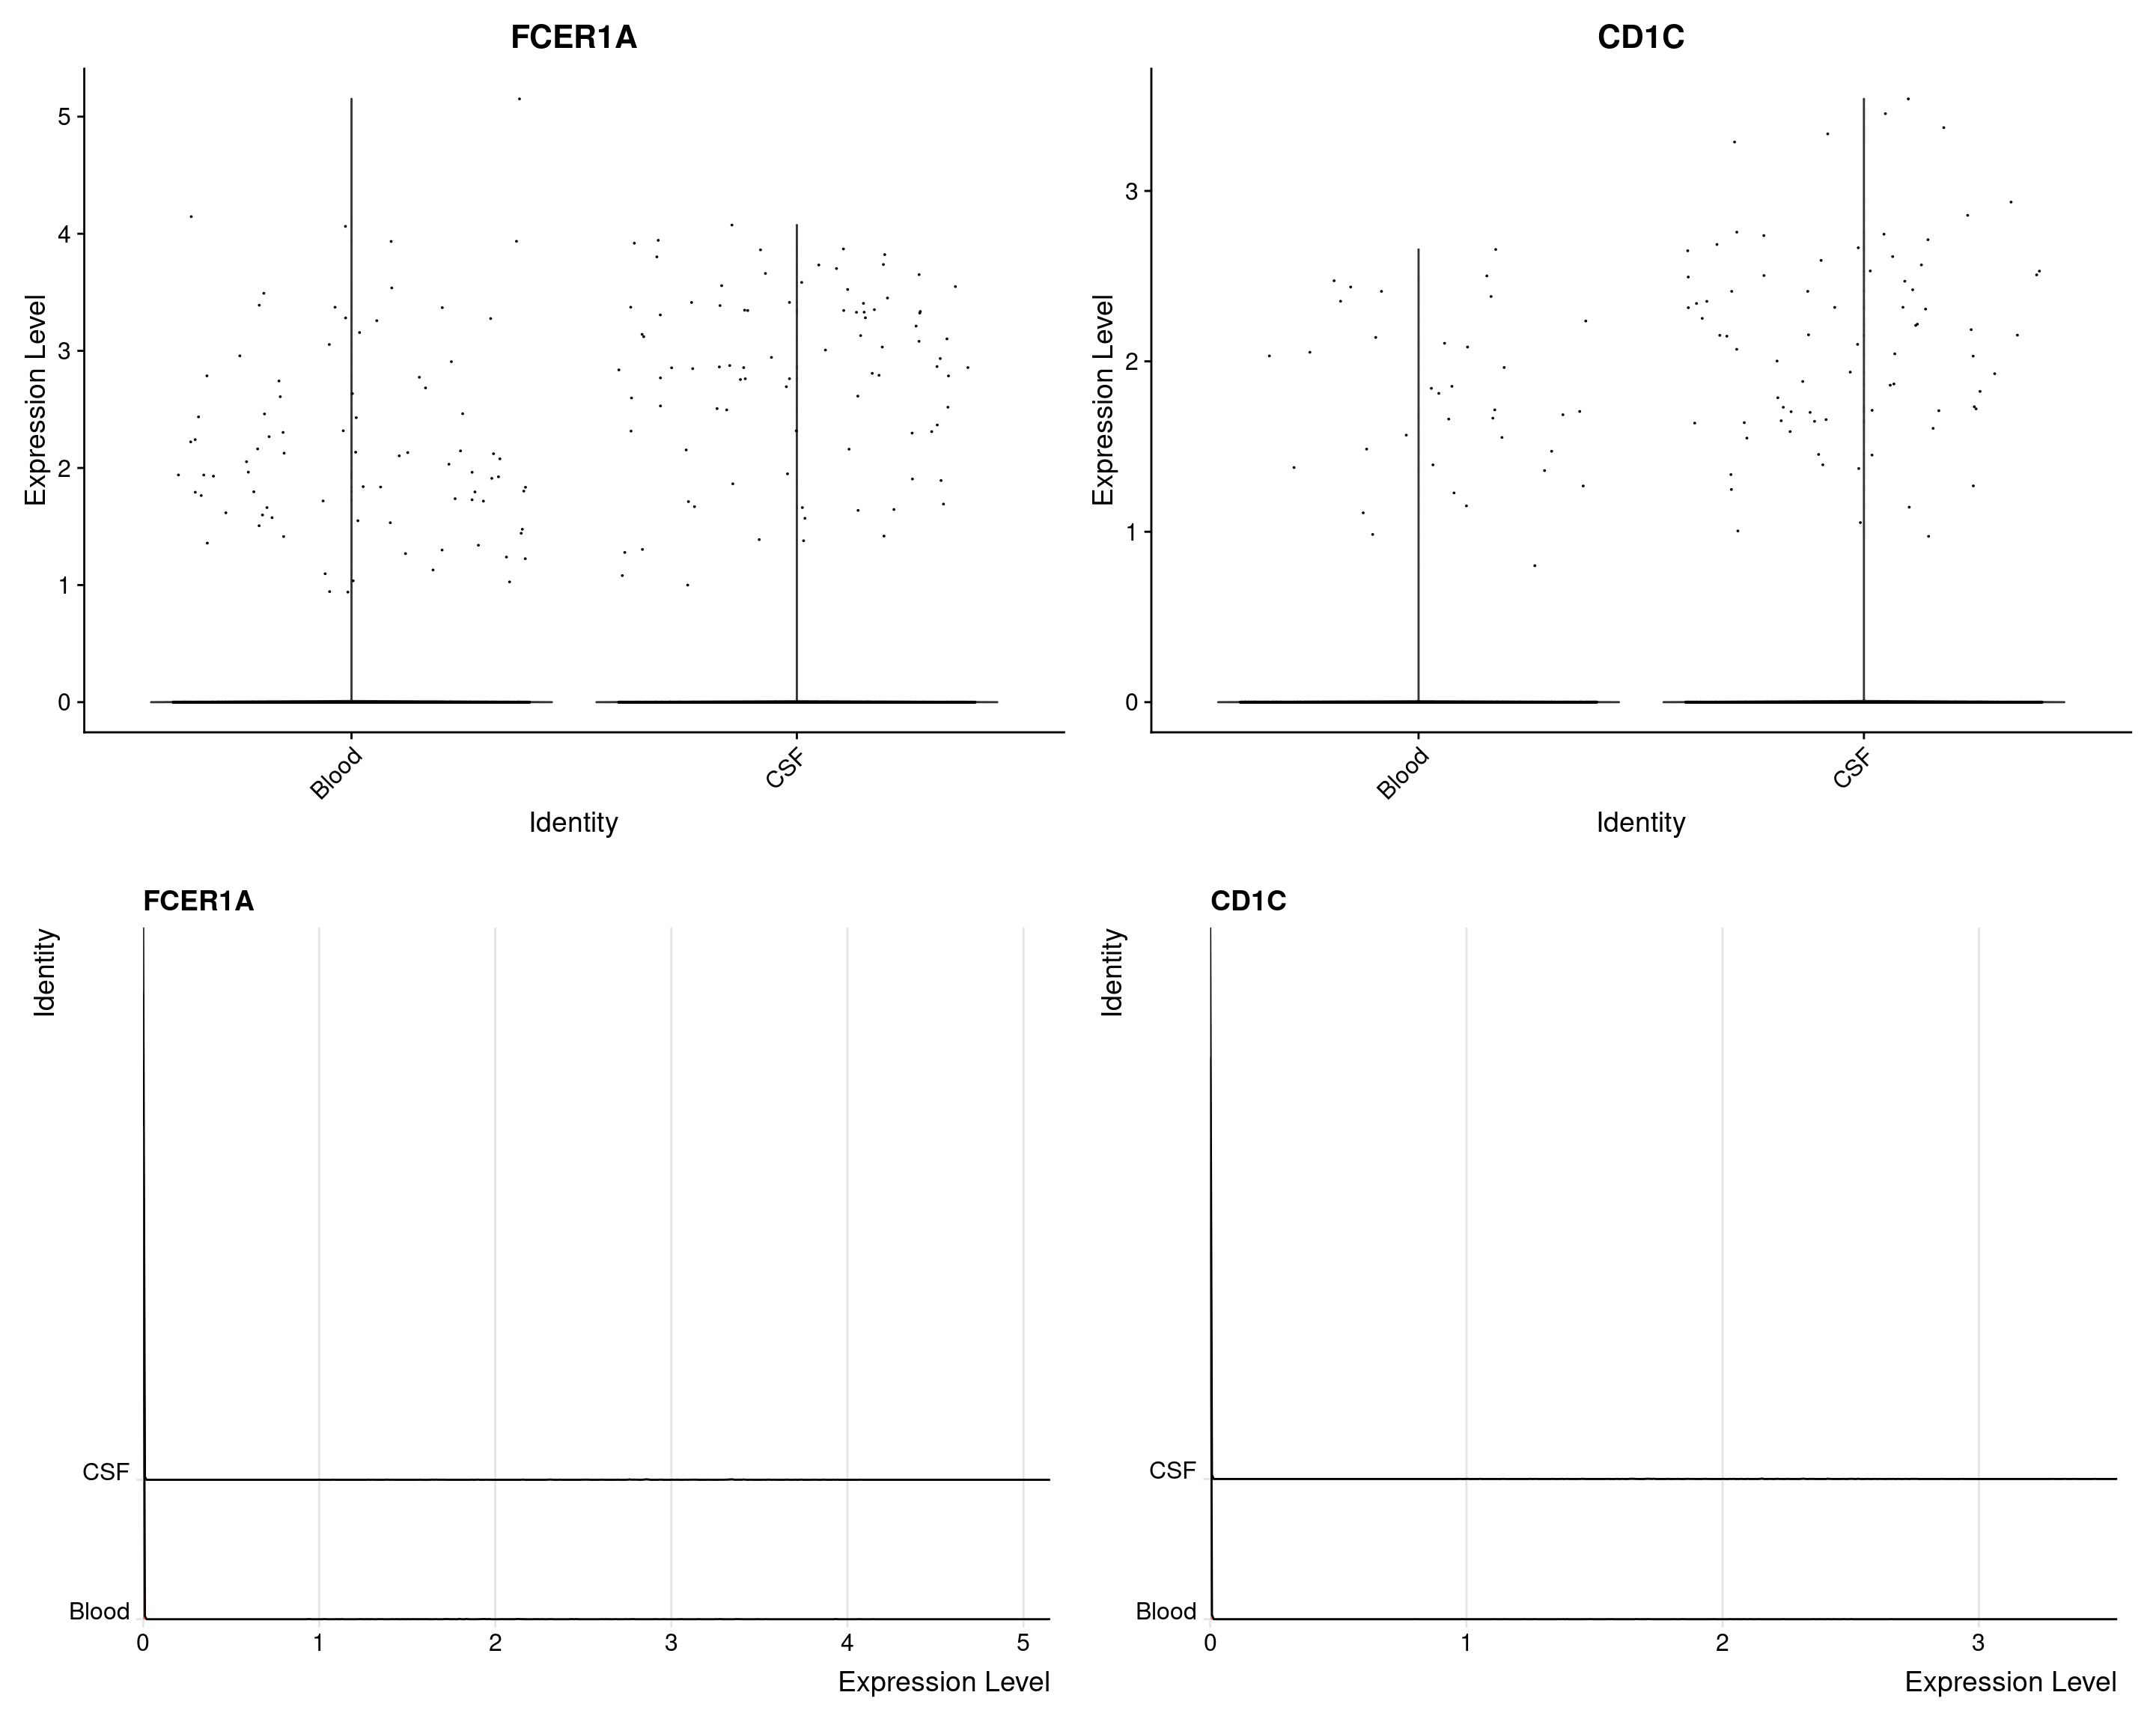 FCER1A
Expression Level
5
4
3
2
1
0
Blood
CSF
Identity
CD1C
Expression Level
3
2
1
0
Blood
CSF
Identity
FCER1A
Identity
CSF
Blood
0 1 2 3 4 5
Expression Level
CD1C
Identity
CSF
Blood
0 1 2 3
Expression Level